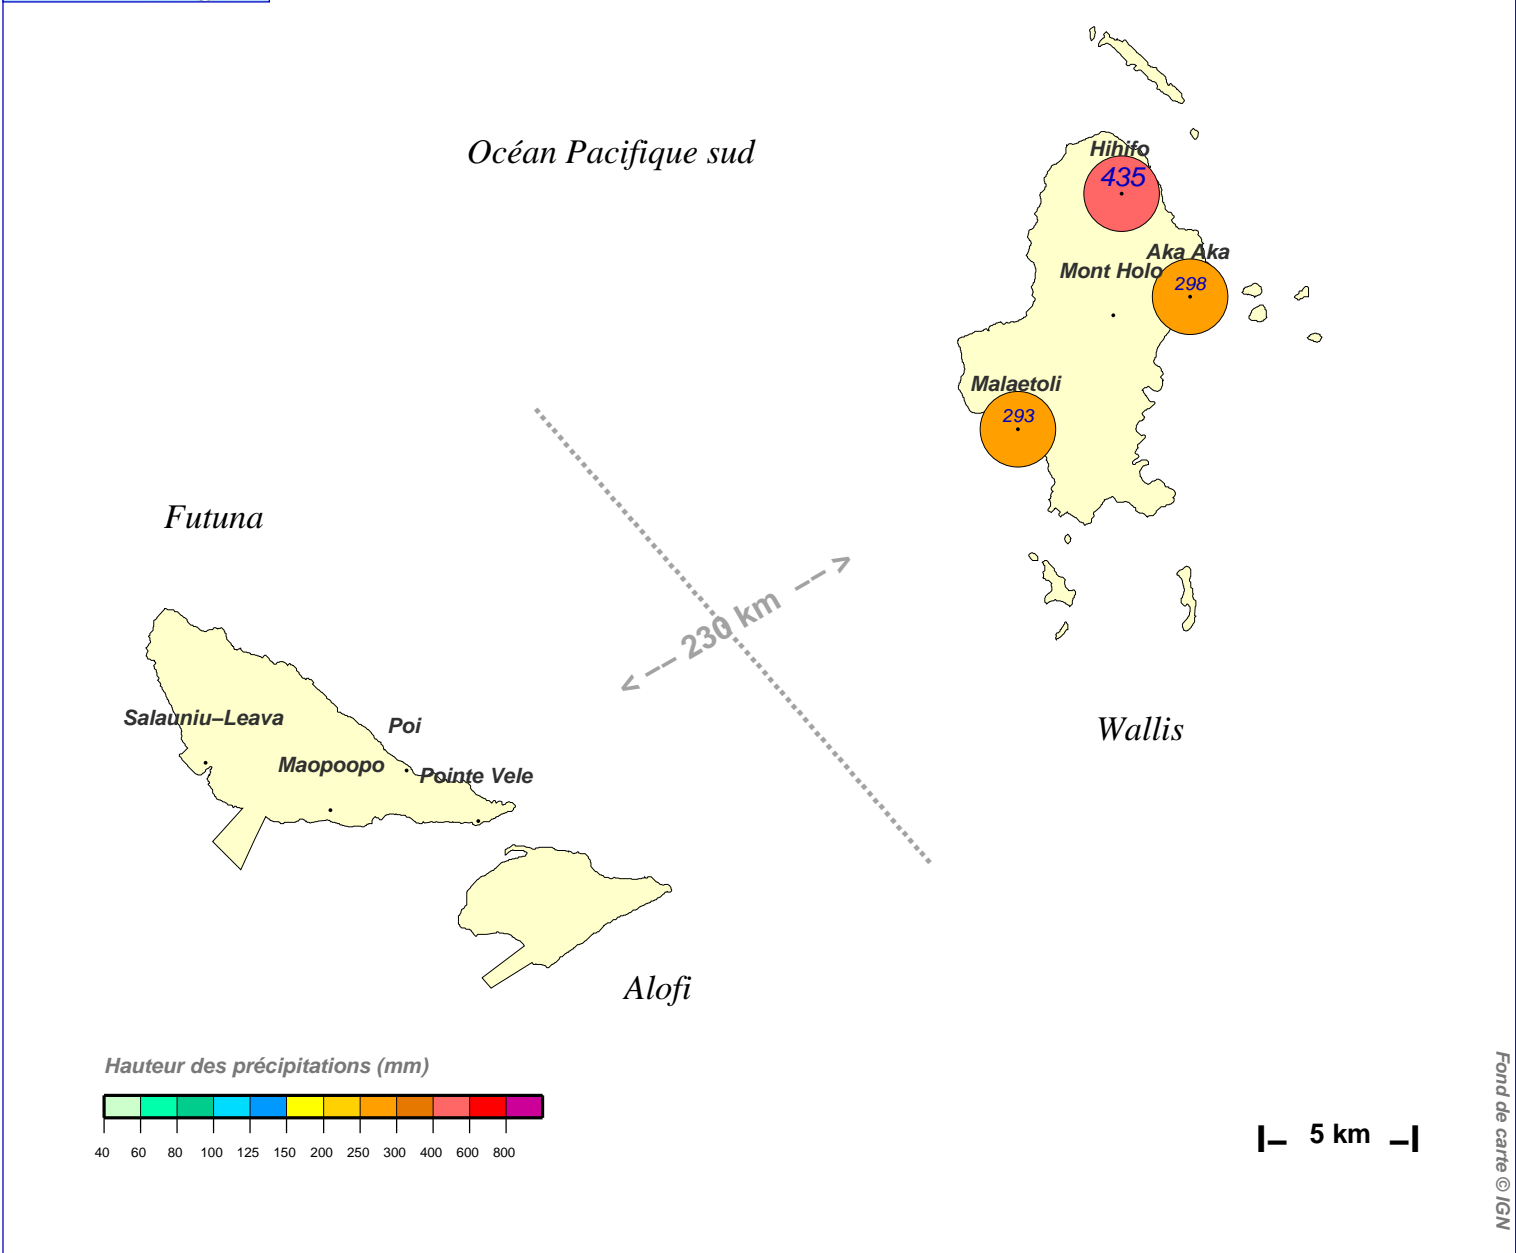 Océan Pacifique sud
Hihifo
435
Aka Aka
Mont Holo
298
Malaetoli
293
Futuna
230 km
Salauniu–Leava
Poi
Maopoopo
Pointe Vele
Wallis
Alofi
Hauteur des précipitations (mm)
40 60 80 100 125 150 200 250 300 400 600 800
5 km
Fond de carte © IGN